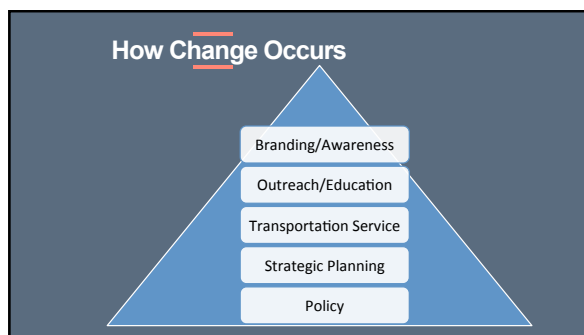 How Change Occurs
Branding/Awareness
Outreach/Education
Transportation Service
Strategic Planning
Policy